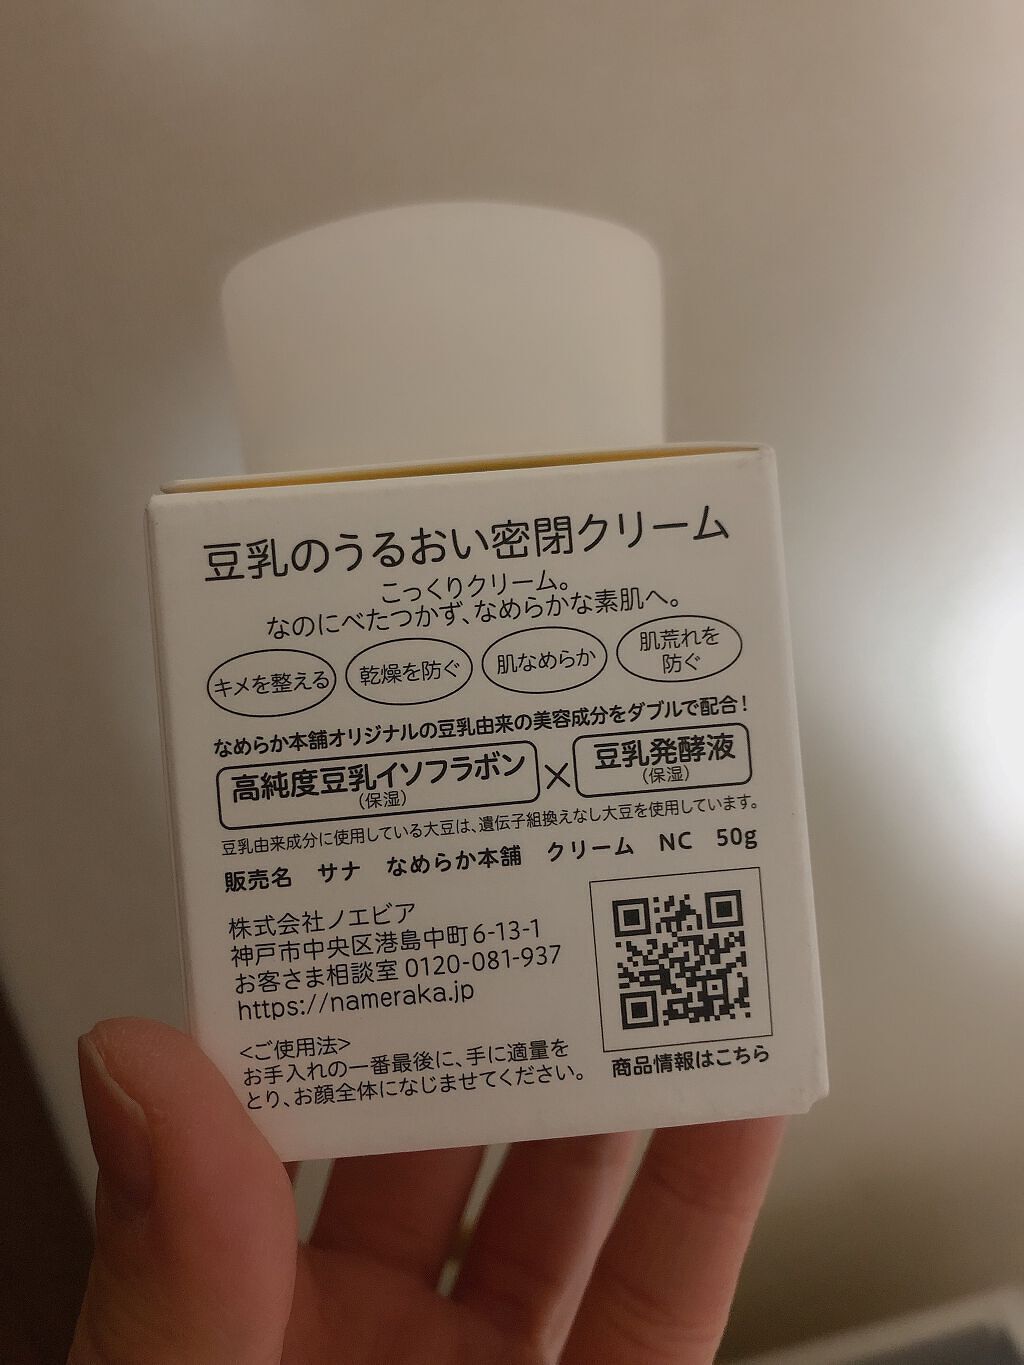 豆乳のうるおい密閉クリーム
こっくりクリーム。
なのにべたつかず、なめらかな素肌へ。
キメを整える 乾燥を防ぐ 肌なめらか 肌荒れを
防ぐ
なめらか本舗オリジナルの豆乳由来の美容成分をダブルで配合!
高純度豆乳イソフラボン × 豆乳発酵液
(保湿) (保湿)
豆乳由来成分に使用している大豆は、遺伝子組換えなし大豆を使用しています。
販売名 サナ なめらか本舗 クリーム NC 50g
株式会社ノエビア
神戸市中央区港島中町6-13-1
お客さま相談室 0120-081-937
https://nameraka.jp
<ご使用法>
お手入れの一番最後に、手に適量を
とり、お顔全体になじませてください。
商品情報はこちら